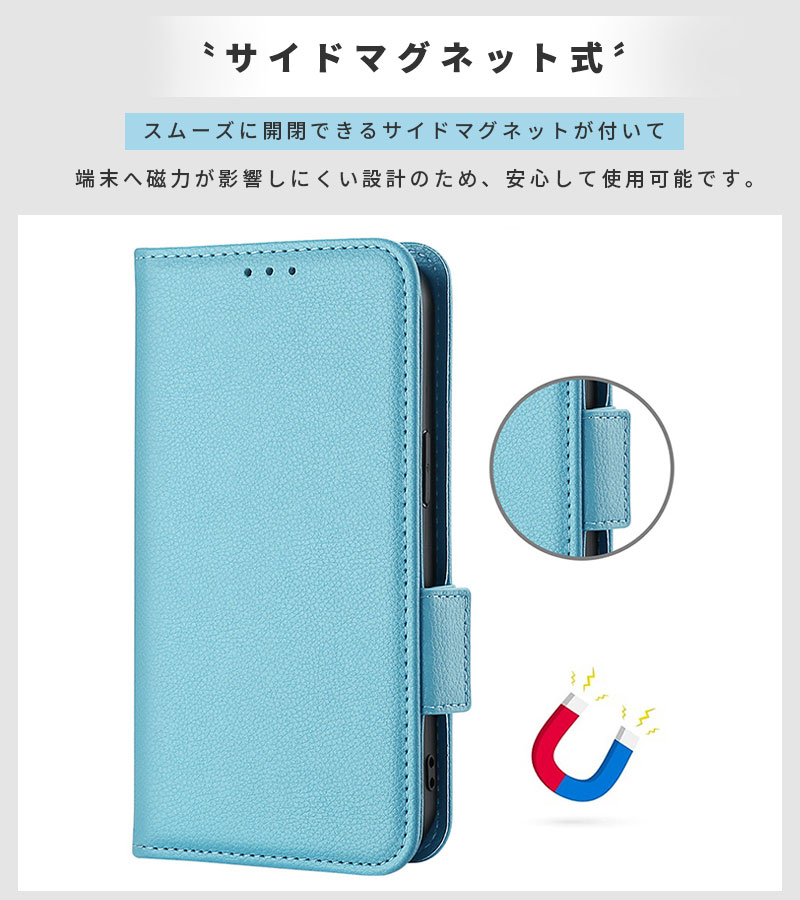 〝サイドマグネット式〞
スムーズに開閉できるサイドマグネットが付いて
端末へ磁力が影響しにくい設計のため、安心して使用可能です。